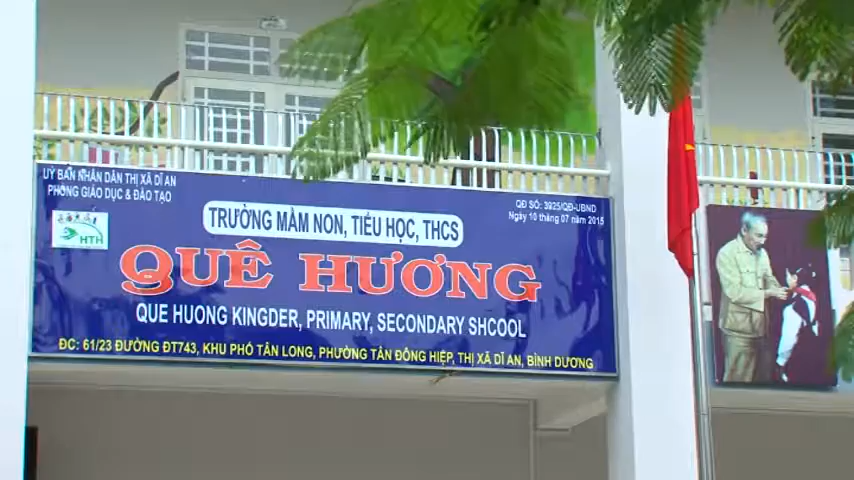 UỶ BAN NHÂN DÂN THỊ XÃ DĨ AN
PHÒNG GIÁO DỤC & ĐÀO TẠO
QĐ SỐ: 3925/QĐ-UBND
Ngày 10 tháng 07 năm 2015
HTH
TRƯỜNG MẦM NON, TIỂU HỌC, THCS
QUÊ HƯƠNG
QUE HUONG KINGDER, PRIMARY, SECONDARY SHCOOL
ĐC: 61/23 ĐƯỜNG ĐT743, KHU PHỐ TÂN LONG, PHƯỜNG TÂN ĐÔNG HIỆP, THỊ XÃ DĨ AN, BÌNH DƯƠNG